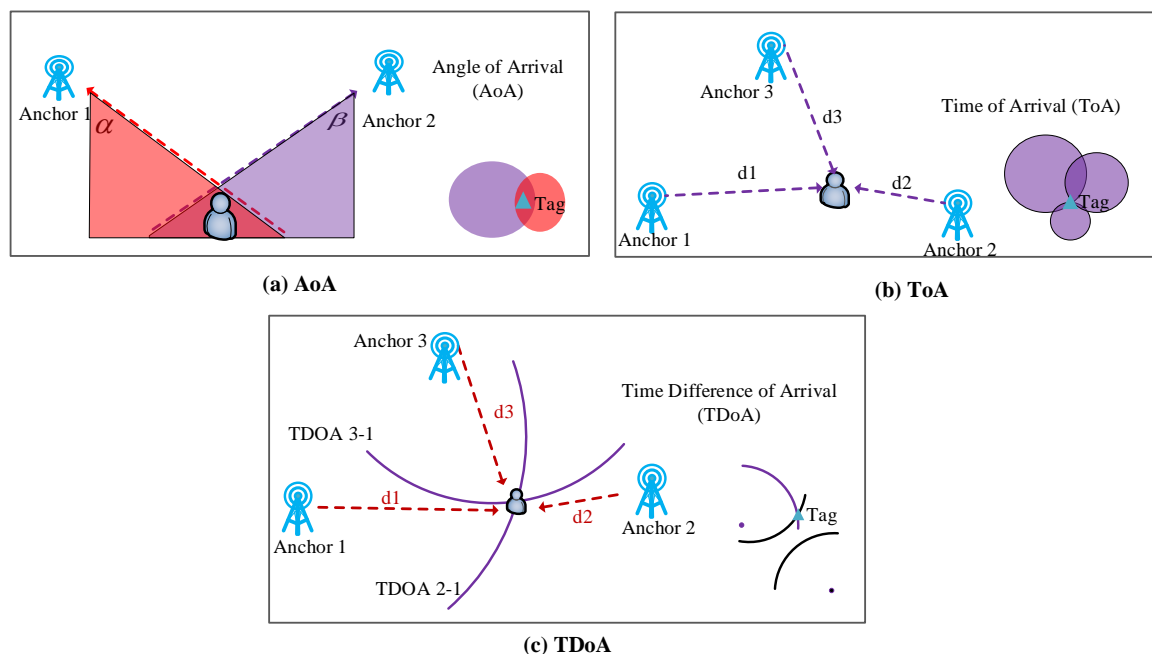 Anchor 1
α
β
Anchor 2
Angle of Arrival
(AoA)
Tag
(a) AoA
Anchor 3
d3
d1
d2
Anchor 1
Anchor 2
Time of Arrival (ToA)
Tag
(b) ToA
Anchor 3
d3
TDOA 3-1
d1
d2
Anchor 1
Anchor 2
TDOA 2-1
Time Difference of Arrival
(TDoA)
Tag
(c) TDoA